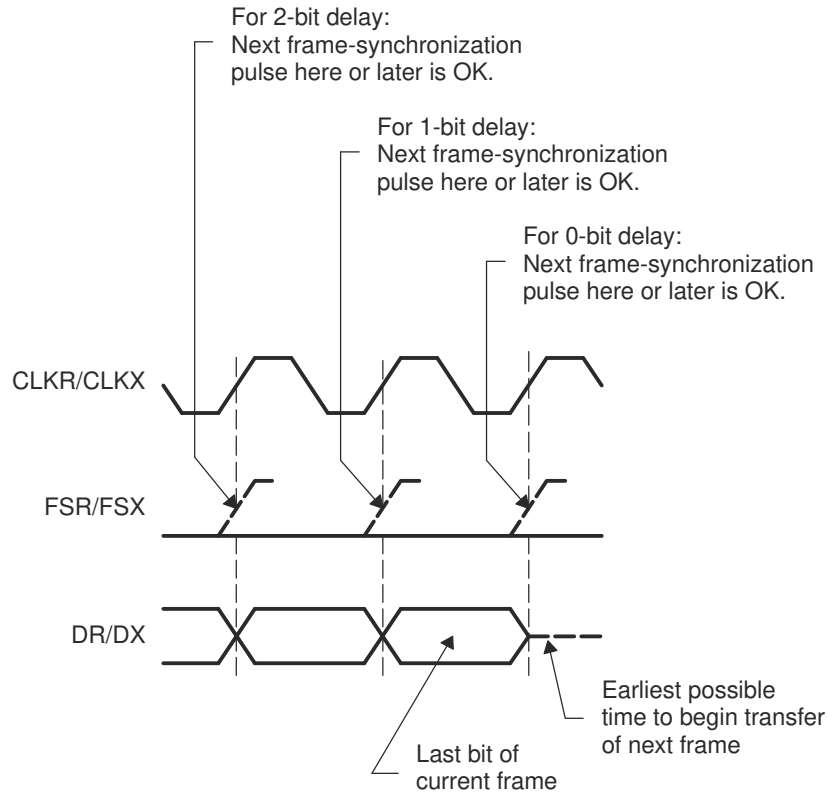 For 2-bit delay:
Next frame-synchronization
pulse here or later is OK.
For 1-bit delay:
Next frame-synchronization
pulse here or later is OK.
For 0-bit delay:
Next frame-synchronization
pulse here or later is OK.
CLKR/CLKX
FSR/FSX
DR/DX
Earliest possible
time to begin transfer
of next frame
Last bit of
current frame